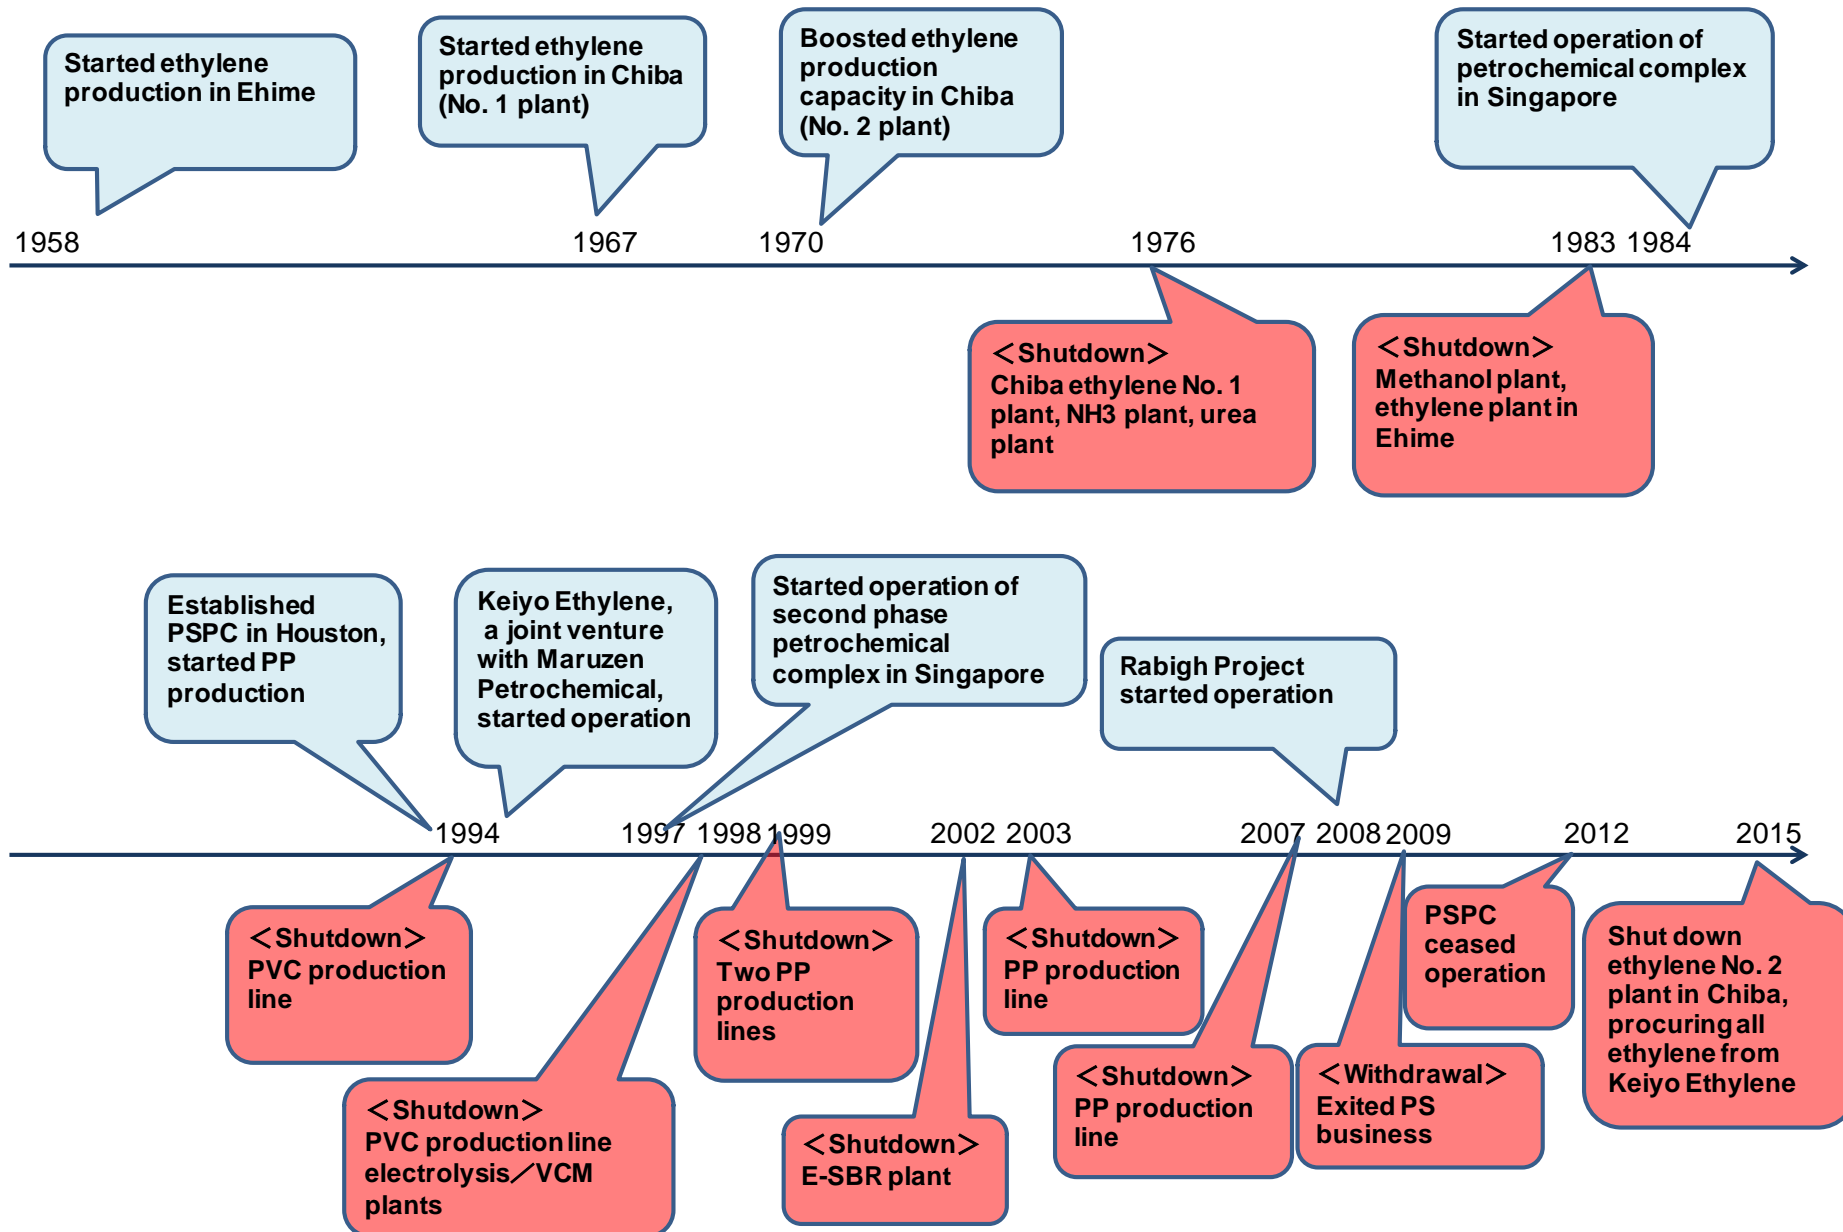 Started ethylene
production in Ehime
Started ethylene
production in Chiba
(No. 1 plant)
Boosted ethylene
production
capacity in Chiba
(No. 2 plant)
Started operation of
petrochemical complex
in Singapore
1958
1967
1970
1976
1983
1984
<Shutdown>
Chiba ethylene No. 1
plant, NH3 plant, urea
plant
<Shutdown>
Methanol plant,
ethylene plant in
Ehime
Established
PSPC in Houston,
started PP
production
Keiyo Ethylene,
a joint venture
with Maruzen
Petrochemical,
started operation
Started operation of
second phase
petrochemical
complex in Singapore
Rabigh Project
started operation
1994
1997
1998
1999
2002
2003
2007
2008
2009
2012
2015
<Shutdown>
PVC production
line
<Shutdown>
PVC production line
electrolysis/VCM
plants
<Shutdown>
Two PP
production
lines
<Shutdown>
E-SBR plant
<Shutdown>
PP production
line
<Shutdown>
PP production
line
<Withdrawal>
Exited PS
business
PSPC
ceased
operation
Shut down
ethylene No. 2
plant in Chiba,
procuring all
ethylene from
Keiyo Ethylene